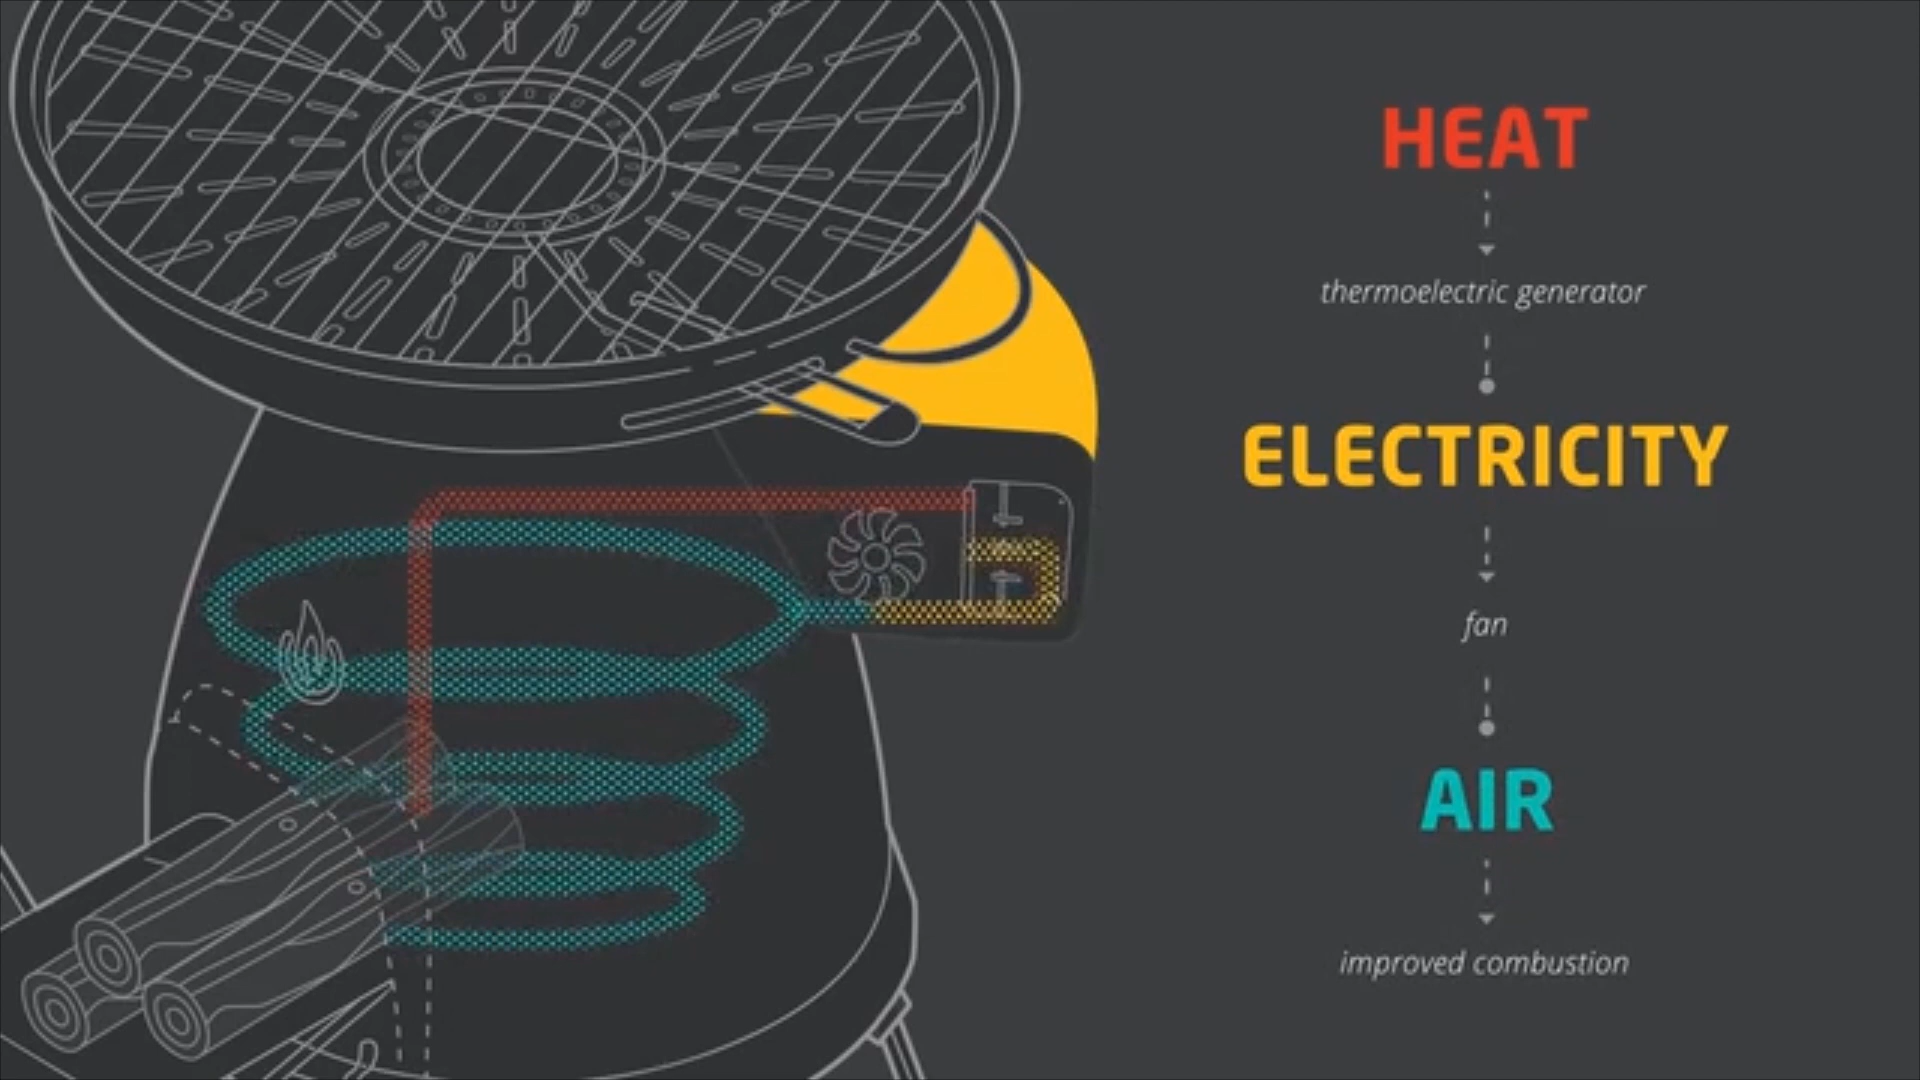 HEAT
thermoelectric generator
ELECTRICITY
fan
AIR
improved combustion